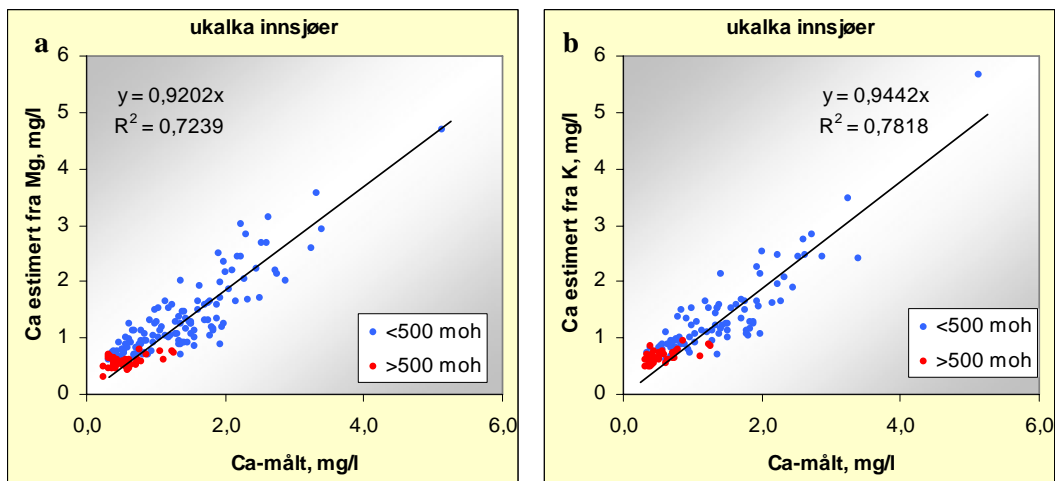 a
ukalka innsjøer
Ca estimert fra Mg, mg/l
6
5
4
3
2
1
0
y = 0,9202x
R² = 0,7239
<500 moh
>500 moh
0,0 2,0 4,0 6,0
Ca-målt, mg/l
b
ukalka innsjøer
Ca estimert fra K, mg/l
6
5
4
3
2
1
0
y = 0,9442x
R² = 0,7818
<500 moh
>500 moh
0,0 2,0 4,0 6,0
Ca-målt, mg/l